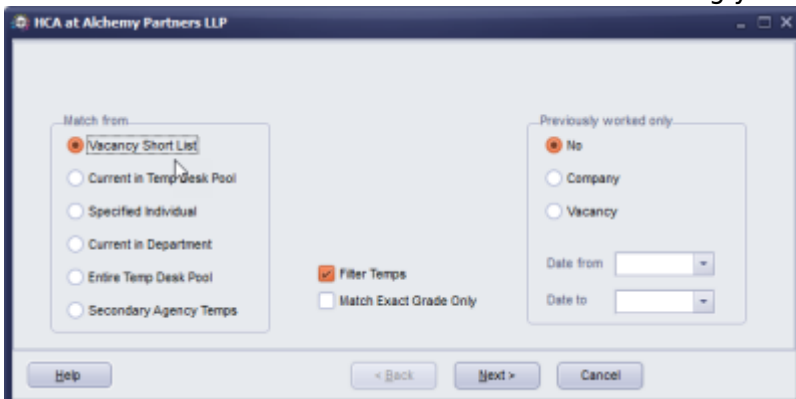 HCA at Alchemy Partners LLP
Match from
Vacancy Short List
Current in Temp Desk Pool
Specified Individual
Current in Department
Entire Temp Desk Pool
Secondary Agency Temps
Filter Temps
Match Exact Grade Only
Previously worked only
No
Company
Vacancy
Date from
Date to
Help
< Back
Next >
Cancel